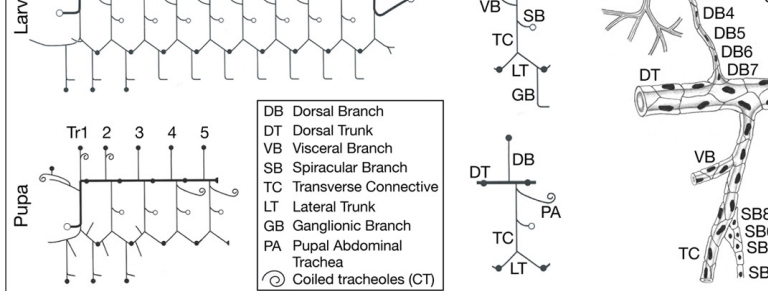 Larv
VB
SB
TC
LT
GB
DB4
DB5
DB6
DB7
DT
VB
SB8
TC
SB
Pupa
Tr1 2 3 4 5
DB Dorsal Branch
DT Dorsal Trunk
VB Visceral Branch
SB Spiracular Branch
TC Transverse Connective
LT Lateral Trunk
GB Ganglionic Branch
PA Pupal Abdominal
Trachea
Coiled tracheoles (CT)
DT
DB
PA
TC
LT